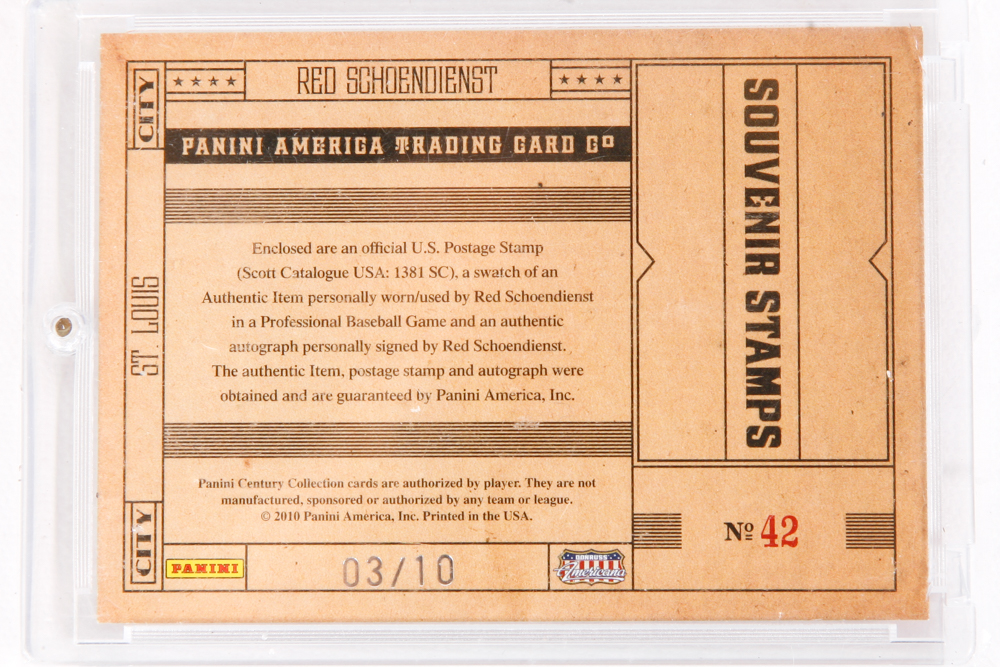 RED SCHOENDIENST
CITY
ST. LOUIS
CITY
PANINI AMERICA TRADING CARD Co
Enclosed are an official U.S. Postage Stamp
(Scott Catalogue USA: 1381 SC), a swatch of an
Authentic Item personally worn/used by Red Schoendienst
in a Professional Baseball Game and an authentic
autograph personally signed by Red Schoendienst.
The authentic Item, postage stamp and autograph were
obtained and are guaranteed by Panini America, Inc.
Panini Century Collection cards are authorized by player. They are not
manufactured, sponsored or authorized by any team or league.
© 2010 Panini America, Inc. Printed in the USA.
PANINI
03/10
DONRUSS
Americana
SOUVENIR STAMPS
Nº 42